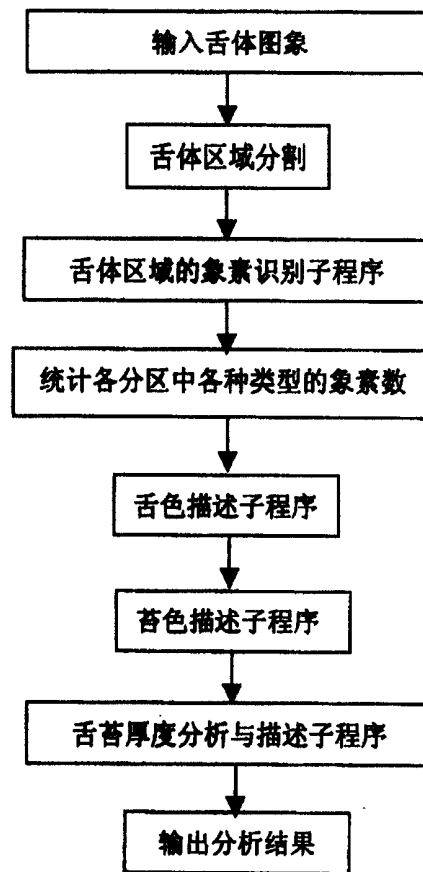 输入舌体图象
舌体区域分割
舌体区域的象素识别子程序
统计各分区中各种类型的象素数
舌色描述子程序
苔色描述子程序
舌苔厚度分析与描述子程序
输出分析结果